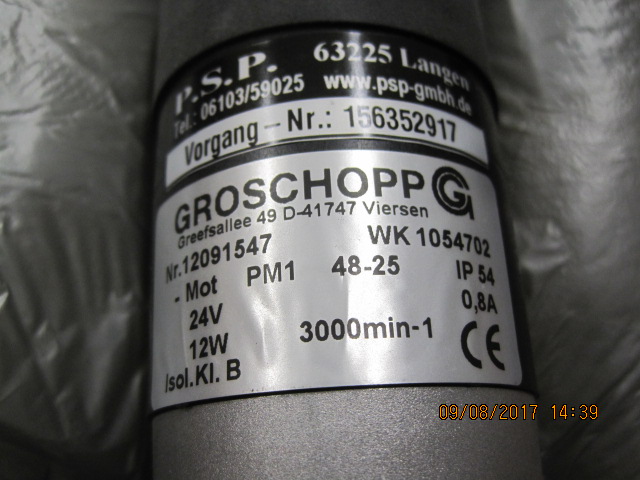 P.S.P. 63225 Langen
Tel.: 06103/59025 www.psp-gmbh.de
Vorgang – Nr.: 156352917
GROSCHOPP G
Greefsallee 49 D-41747 Viersen
Nr.12091547 WK 1054702
- Mot PM1 48-25 IP 54
24V 0,8A
12W 3000min-1 CE
Isol.Kl. B
09/08/2017 14:39